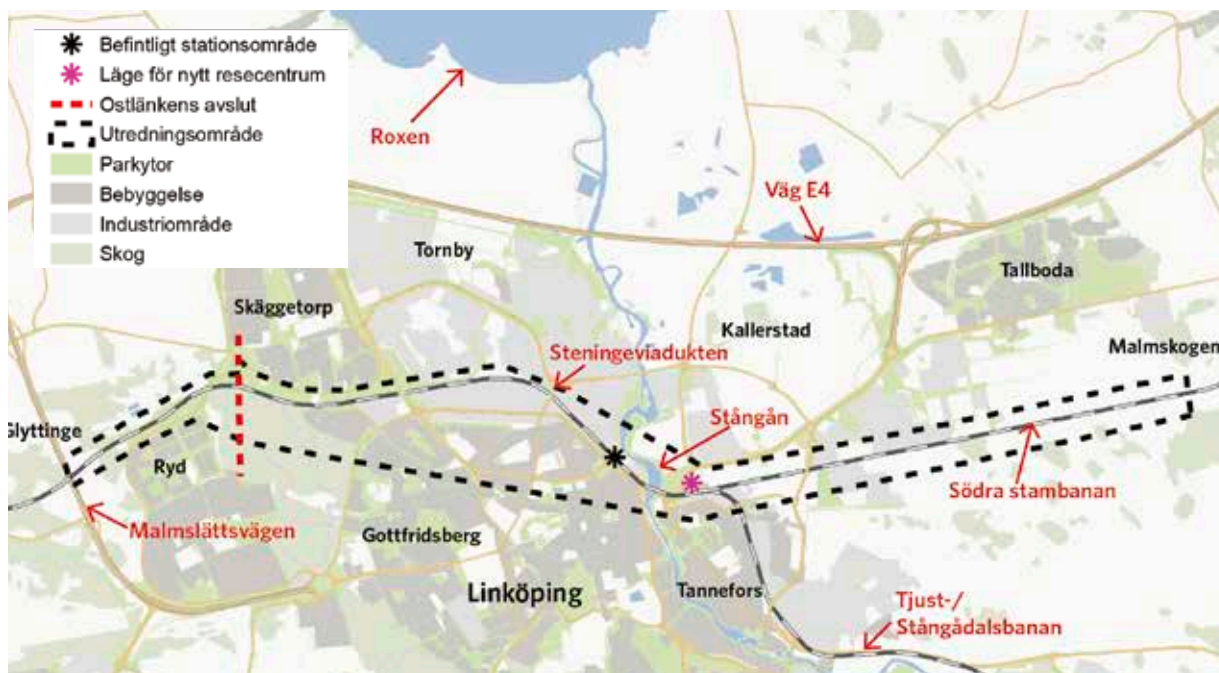 Befintligt stationsområde
Läge för nytt resecentrum
Ostlänkens avslut
Utredningsområde
Parkytor
Bebyggelse
Industriområde
Skog
Roxen
Väg E4
Tornby
Tallboda
Skäggetorp
Kallerstad
Malmskogen
Steningeviadukten
Stångån
Glyttinge
Ryd
Södra stambanan
Malmslättsvägen
Gottfridsberg
Linköping
Tannefors
Tjust-/
Stångådalsbanan